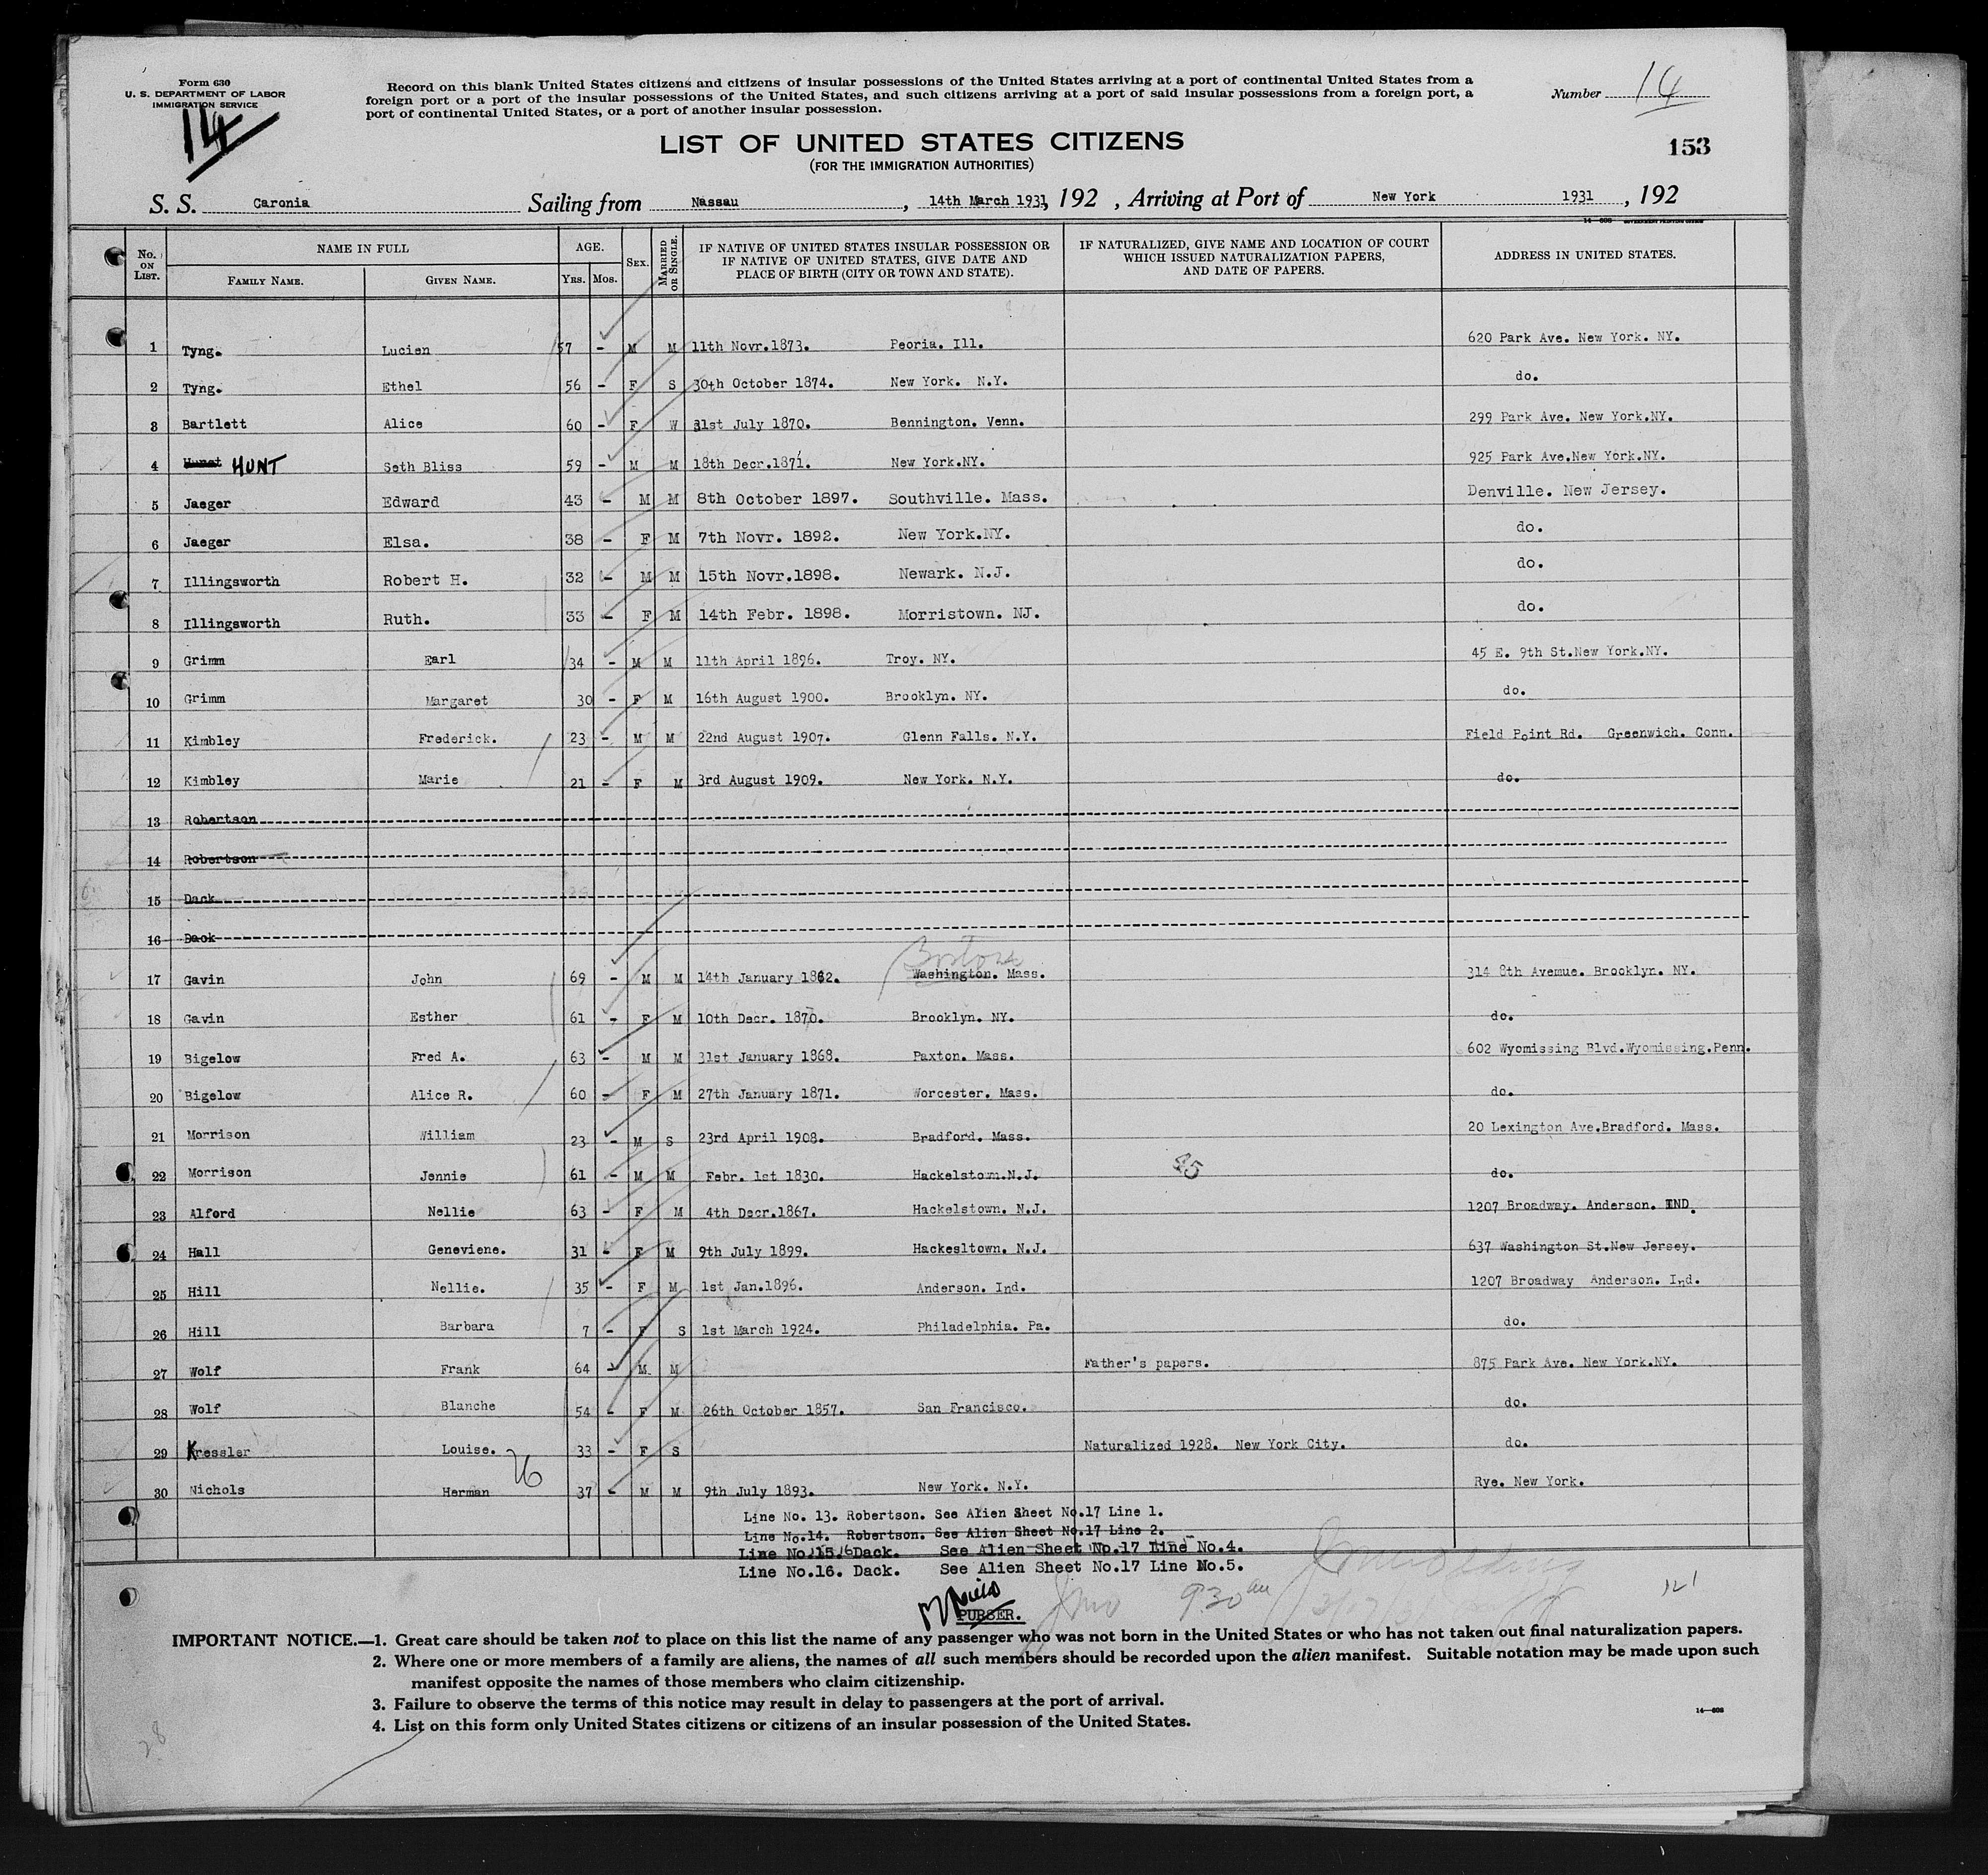 Form 630
U. S. DEPARTMENT OF LABOR
IMMIGRATION SERVICE
14
Record on this blank United States citizens and citizens of insular possessions of the United States arriving at a port of continental United States from a
foreign port or a port of the insular possessions of the United States, and such citizens arriving at a port of said insular possessions from a foreign port, a
port of continental United States, or a port of another insular possession.
Number 14
LIST OF UNITED STATES CITIZENS
(FOR THE IMMIGRATION AUTHORITIES)
153
S. S. Caronia Sailing from Nassau, 14th March 1931, 192 , Arriving at Port of New York 1931, 192
14—608 GOVERNMENT PRINTING OFFICE
No. ON LIST. NAME IN FULL FAMILY NAME. GIVEN NAME. AGE. YRS. MOS. SEX. MARRIED OR SINGLE. IF NATIVE OF UNITED STATES INSULAR POSSESSION OR IF NATIVE OF UNITED STATES, GIVE DATE AND PLACE OF BIRTH (CITY OR TOWN AND STATE). IF NATURALIZED, GIVE NAME AND LOCATION OF COURT WHICH ISSUED NATURALIZATION PAPERS, AND DATE OF PAPERS. ADDRESS IN UNITED STATES.
1 Tyng. Lucien 57 - M M 11th Novr.1873. Peoria. Ill. 620 Park Ave. New York. NY.
2 Tyng. Ethel 56 - F S 30th October 1874. New York. N.Y. do.
3 Bartlett Alice 60 - F W 31st July 1870. Bennington. Venn. 299 Park Ave. New York.NY.
4 HUNT Seth Bliss 59 - M M 18th Decr.1871. New York.NY. 925 Park Ave.New York.NY.
5 Jaeger Edward 43 - M M 8th October 1897. Southville. Mass. Denville. New Jersey.
6 Jaeger Elsa. 38 - F M 7th Novr. 1892. New York.NY. do.
7 Illingsworth Robert H. 32 - M M 15th Novr.1898. Newark. N.J. do.
8 Illingsworth Ruth. 33 - F M 14th Febr. 1898. Morristown. NJ. do.
9 Grimm Earl 34 - M M 11th April 1896. Troy. NY. 45 E. 9th St.New York.NY.
10 Grimm Margaret 30 - F M 16th August 1900. Brooklyn. NY. do.
11 Kimbley Frederick. 23 - M M 22nd August 1907. Glenn Falls. N.Y. Field Point Rd. Greenwich. Conn.
12 Kimbley Marie 21 - F M 3rd August 1909. New York. N.Y. do.
13 Robertson
14 Robertson
15 Dack
16 Dack
Boston
17 Gavin John 69 - M M 14th January 1862. Washington. Mass. 314 8th Avemue. Brooklyn. NY.
18 Gavin Esther 61 - F M 10th Decr. 1870. Brooklyn. NY. do.
19 Bigelow Fred A. 63 - M M 31st January 1868. Paxton. Mass. 602 Wyomissing Blvd.Wyomissing.Penn.
20 Bigelow Alice R. 60 - F M 27th January 1871. Worcester. Mass. do.
21 Morrison William 23 - M S 23rd April 1908. Bradford. Mass. 20 Lexington Ave.Bradford. Mass.
22 Morrison Jennie 61 - M M Febr. 1st 1830. Hackelstown.N.J. 45 do.
23 Alford Nellie 63 - F M 4th Decr.1867. Hackelstown. N.J. 1207 Broadway. Anderson. IND.
24 Hall Geneviene. 31 - F M 9th July 1899. Hackesltown. N.J. 637 Washington St.New Jersey.
25 Hill Nellie. 35 - F M 1st Jan.1896. Anderson. Ind. 1207 Broadway Anderson. Ind.
26 Hill Barbara 7 - F S 1st March 1924. Philadelphia. Pa. do.
27 Wolf Frank 64 - M M Father's papers. 875 Park Ave. New York.NY.
28 Wolf Blanche 54 - F M 26th October 1857. San Francisco. do.
29 Kressler Louise. 33 - F S Naturalized 1928. New York City. do.
26
30 Nichols Herman 37 - M M 9th July 1893. New York. N.Y. Rye. New York.
Line No. 13. Robertson. See Alien Sheet No.17 Line 1.
Line No.14. Robertson. See Alien Sheet No.17 Line 2.
Line No.15. Dack. See Alien Sheet No.17 Line No.4.
Line No.16. Dack. See Alien Sheet No.17 Line No.5.
PURSER. 9 30 am 121
IMPORTANT NOTICE.—1. Great care should be taken not to place on this list the name of any passenger who was not born in the United States or who has not taken out final naturalization papers.
2. Where one or more members of a family are aliens, the names of all such members should be recorded upon the alien manifest. Suitable notation may be made upon such
manifest opposite the names of those members who claim citizenship.
3. Failure to observe the terms of this notice may result in delay to passengers at the port of arrival.
4. List on this form only United States citizens or citizens of an insular possession of the United States.
14—608
28